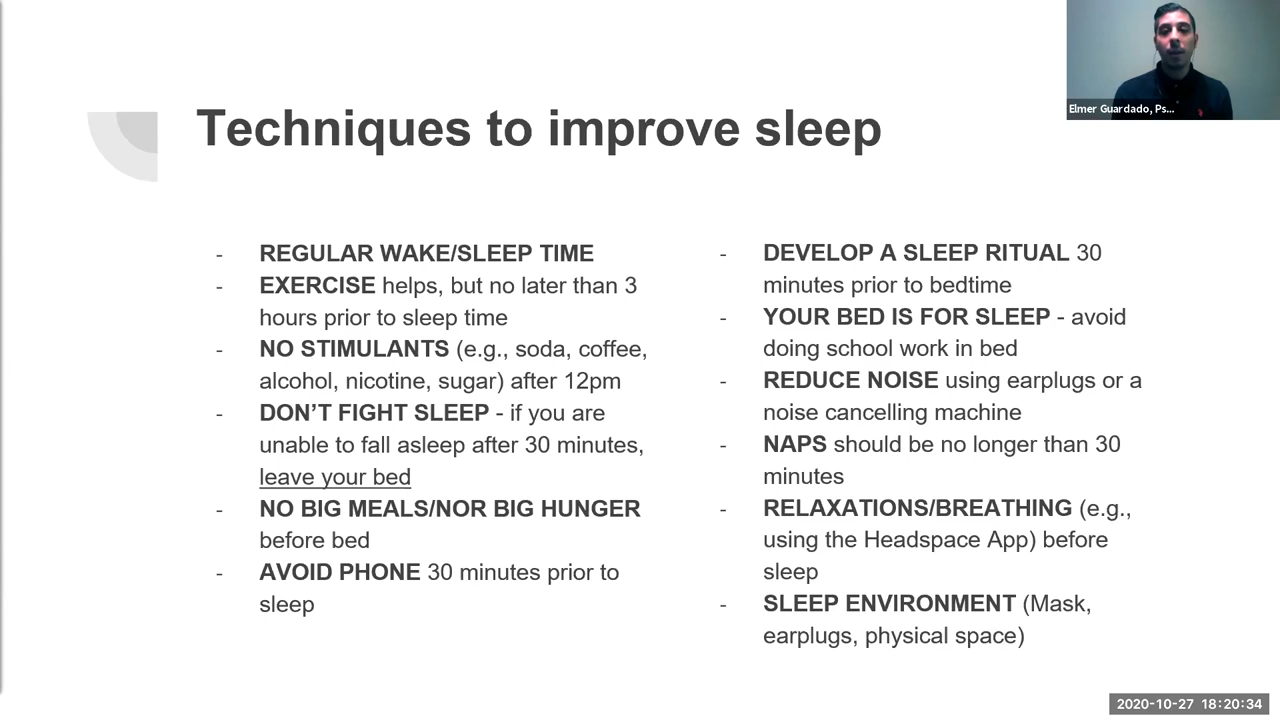 Elmer Guardado, Ps...
Techniques to improve sleep
- REGULAR WAKE/SLEEP TIME
- EXERCISE helps, but no later than 3
hours prior to sleep time
- NO STIMULANTS (e.g., soda, coffee,
alcohol, nicotine, sugar) after 12pm
- DON’T FIGHT SLEEP - if you are
unable to fall asleep after 30 minutes,
leave your bed
- NO BIG MEALS/NOR BIG HUNGER
before bed
- AVOID PHONE 30 minutes prior to
sleep
- DEVELOP A SLEEP RITUAL 30
minutes prior to bedtime
- YOUR BED IS FOR SLEEP - avoid
doing school work in bed
- REDUCE NOISE using earplugs or a
noise cancelling machine
- NAPS should be no longer than 30
minutes
- RELAXATIONS/BREATHING (e.g.,
using the Headspace App) before
sleep
- SLEEP ENVIRONMENT (Mask,
earplugs, physical space)
2020-10-27 18:20:34